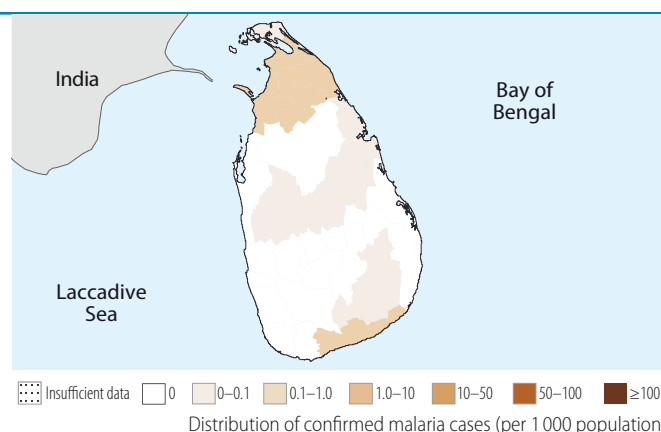 India
Bay of
Bengal
Laccadive
Sea
Insufficient data 0 0–0.1 0.1–1.0 1.0–10 10–50 50–100 ≥100
Distribution of confirmed malaria cases (per 1 000 population